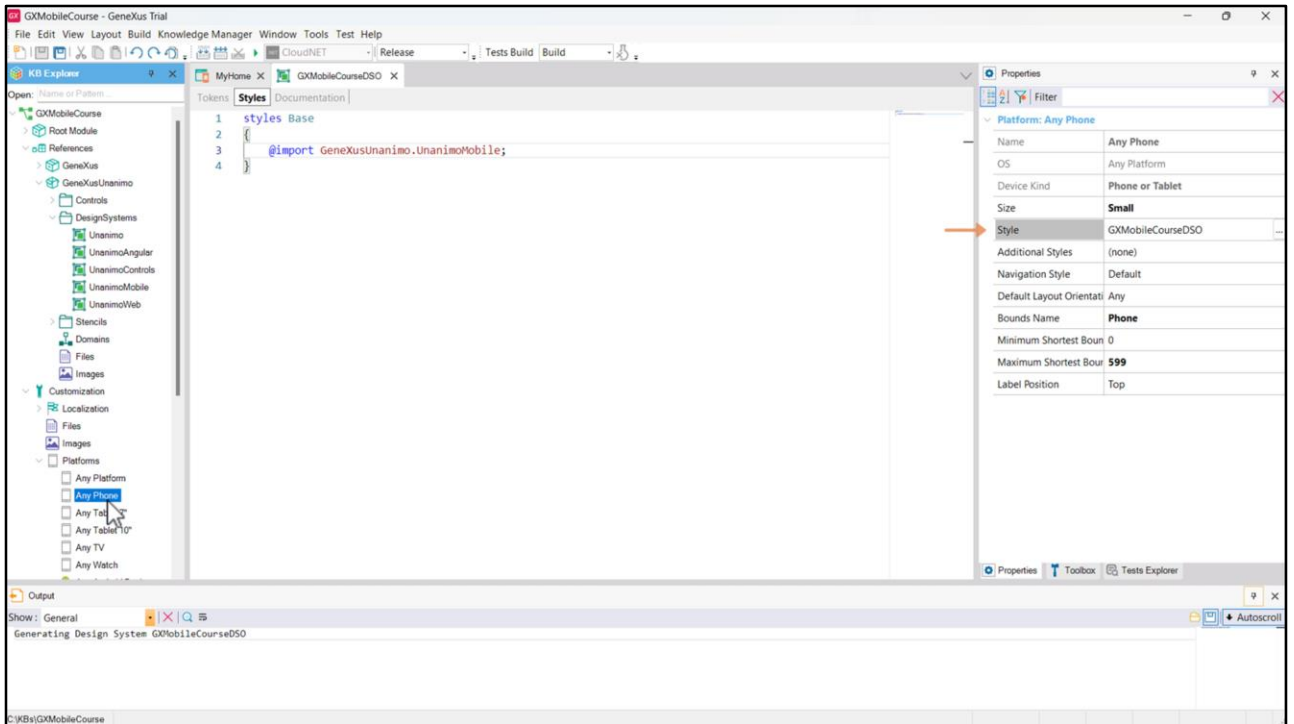 GX GXMobileCourse - GeneXus Trial
File Edit View Layout Build Knowledge Manager Window Tools Test Help
CloudNET Release Tests Build Build
KB Explorer
Open: Name or Pattern...
GXMobileCourse
Root Module
References
GeneXus
GeneXusUnanimo
Controls
DesignSystems
Unanimo
UnanimoAngular
UnanimoControls
UnanimoMobile
UnanimoWeb
Stencils
Domains
Files
Images
Customization
Localization
Files
Images
Platforms
Any Platform
Any Phone
Any Tablet 10"
Any TV
Any Watch
MyHome X GXMobileCourseDSO X
Tokens Styles Documentation
1 styles Base
2 {
3 @import GeneXusUnanimo.UnanimoMobile;
4 }
Properties
Filter
Platform: Any Phone
Name Any Phone
OS Any Platform
Device Kind Phone or Tablet
Size Small
Style GXMobileCourseDSO ...
Additional Styles (none)
Navigation Style Default
Default Layout Orientati Any
Bounds Name Phone
Minimum Shortest Boun 0
Maximum Shortest Bour 599
Label Position Top
Properties Toolbox Tests Explorer
Output
Show: General Autoscroll
Generating Design System GXMobileCourseDSO
C:\KBs\GXMobileCourse